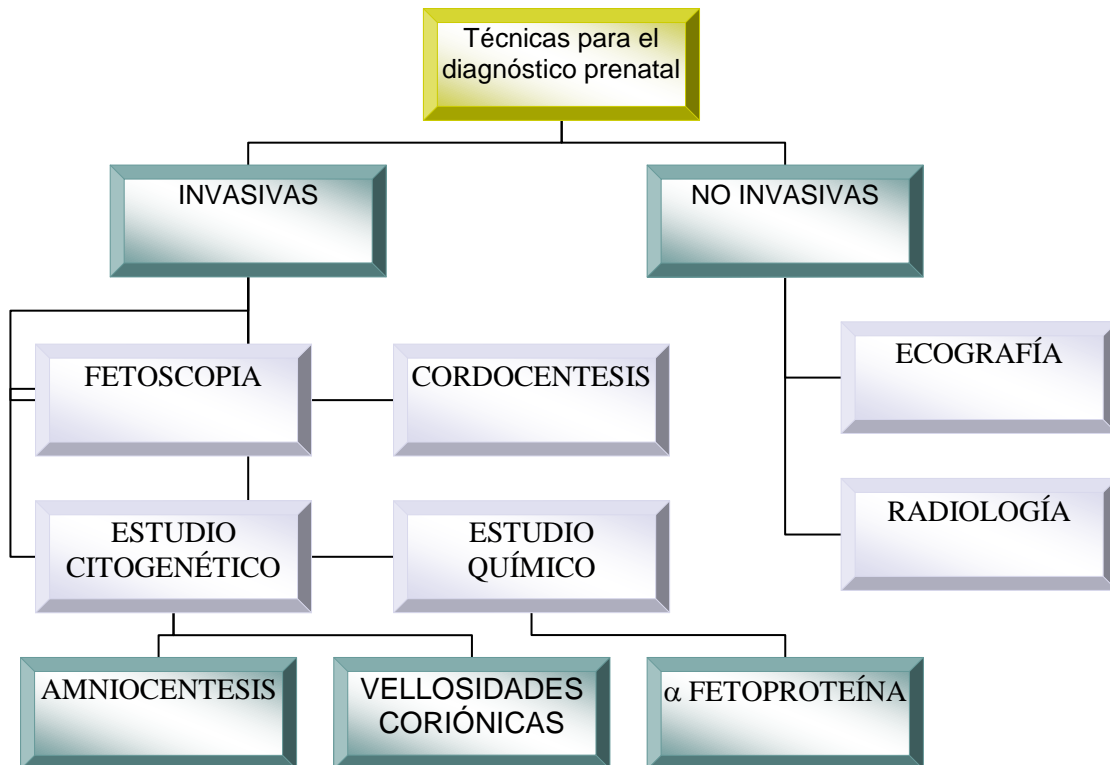 Técnicas para el
diagnóstico prenatal
INVASIVAS
NO INVASIVAS
FETOSCOPIA
CORDOCENTESIS
ECOGRAFÍA
ESTUDIO
CITOGENÉTICO
ESTUDIO
QUÍMICO
RADIOLOGÍA
AMNIOCENTESIS
VELLOSIDADES
CORIÓNICAS
α FETOPROTEÍNA